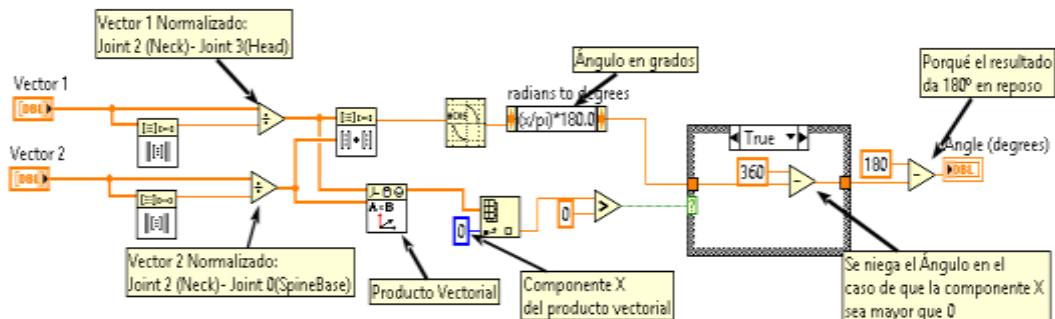 Vector 1 Normalizado:
Joint 2 (Neck)- Joint 3(Head)
Ángulo en grados
Porqué el resultado
da 180º en reposo
Vector 1
DBL
radians to degrees
(x/pi)*180.0
True
Angle (degrees)
DBL
360
180
Vector 2
DBL
A×B
0
0
>
?
Vector 2 Normalizado:
Joint 2 (Neck)- Joint 0(SpineBase)
Producto Vectorial
Componente X
del producto vectorial
Se niega el Ángulo en el
caso de que la componente X
sea mayor que 0